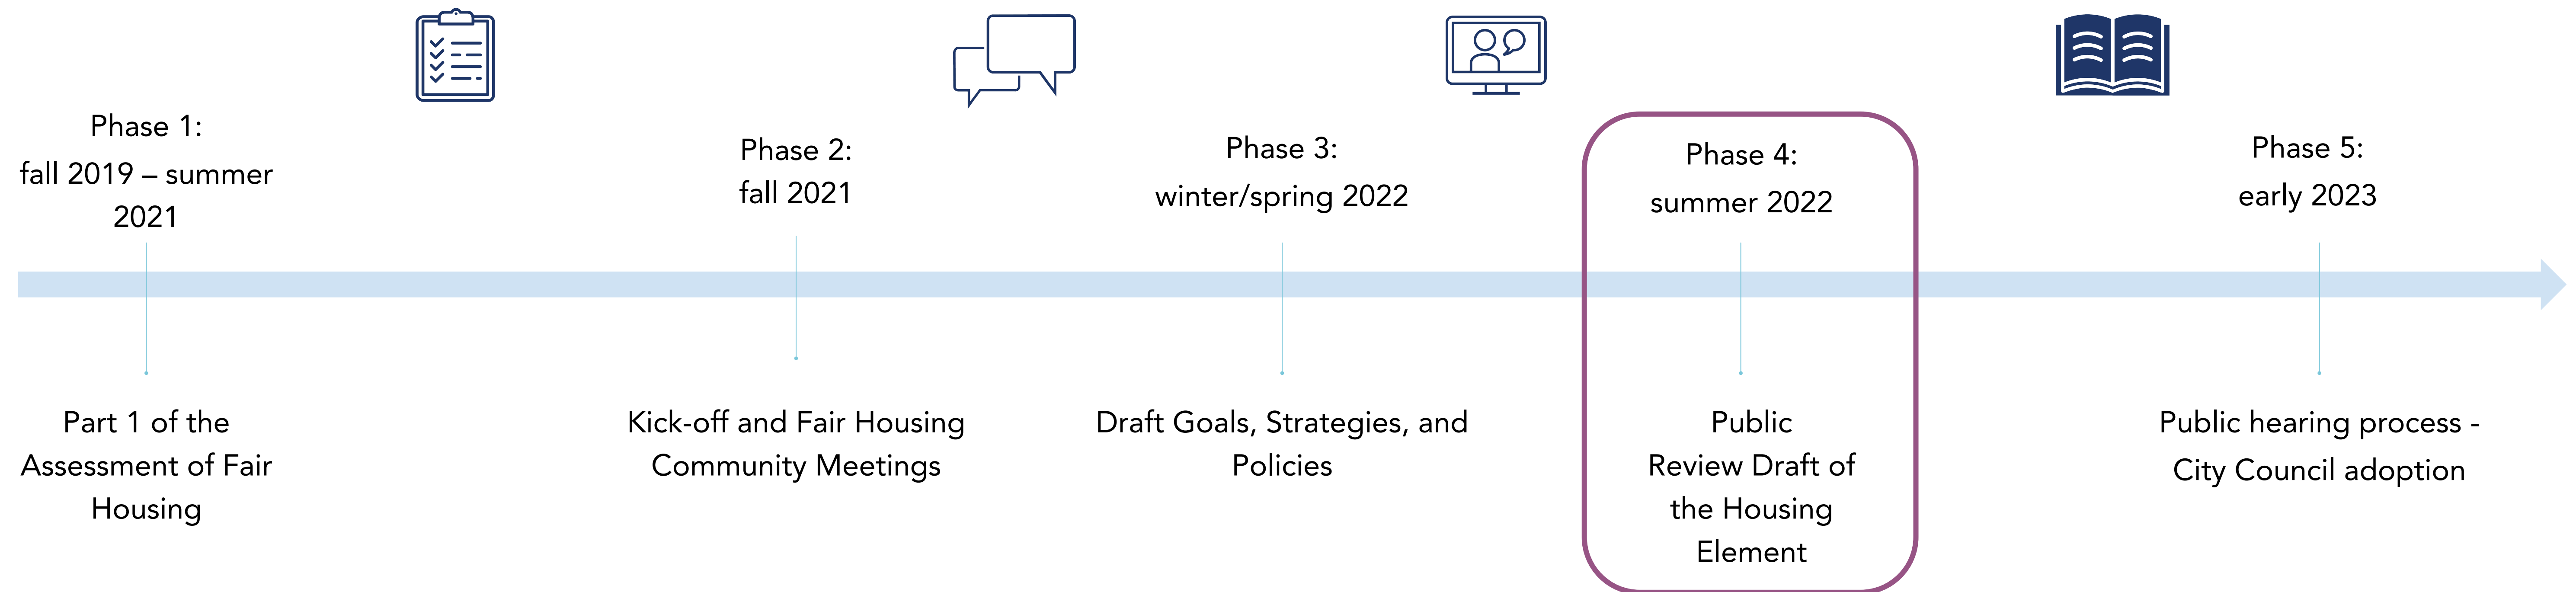 Phase 1:
fall 2019 – summer
2021
Phase 2:
fall 2021
Phase 3:
winter/spring 2022
Phase 4:
summer 2022
Phase 5:
early 2023
Part 1 of the
Assessment of Fair
Housing
Kick-off and Fair Housing
Community Meetings
Draft Goals, Strategies, and
Policies
Public
Review Draft of
the Housing
Element
Public hearing process -
City Council adoption